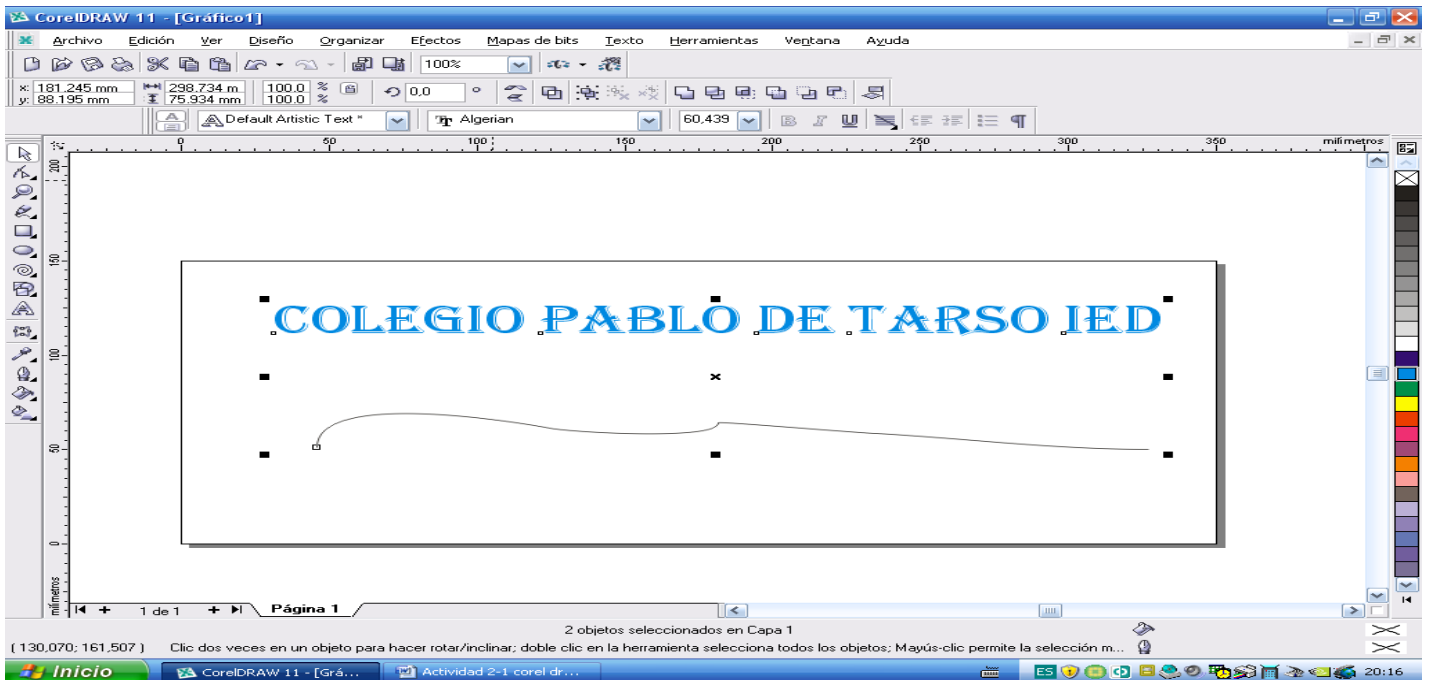 CorelDRAW 11 - [Gráfico1]
Archivo Edición Ver Diseño Organizar Efectos Mapas de bits Texto Herramientas Ventana Ayuda
100%
x: 181.245 mm 298.734 m 100.0 % 0,0 °
y: 88.195 mm 75.934 mm 100.0 %
Default Artistic Text * Algerian 60,439
0 50 100 150 200 250 300 350 milímetros
200
150
COLEGIO PABLO DE TARSO IED
100
50
0
milímetros
1 de 1 Página 1
2 objetos seleccionados en Capa 1
( 130,070; 161,507 ) Clic dos veces en un objeto para hacer rotar/inclinar; doble clic en la herramienta selecciona todos los objetos; Mayús-clic permite la selección m...
Inicio CorelDRAW 11 - [Grá... Actividad 2-1 corel dr... ES 20:16